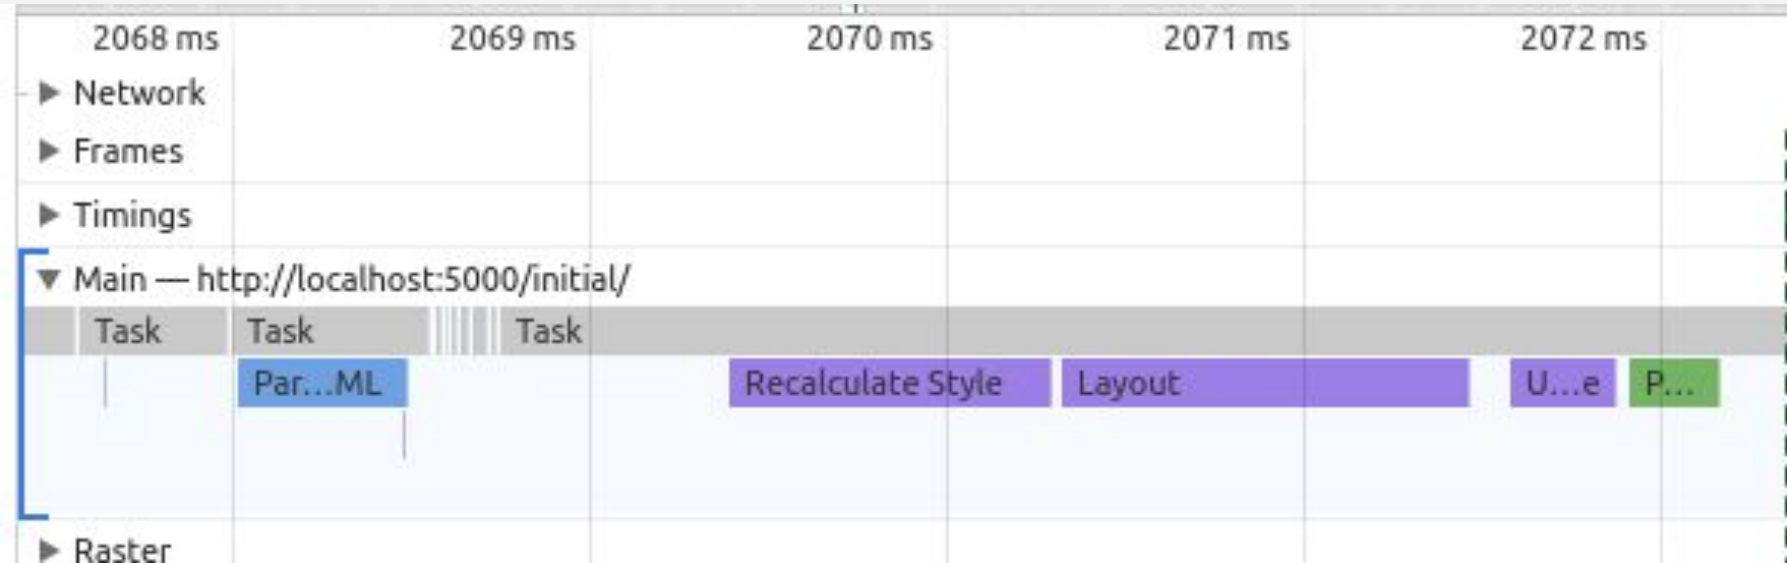 2068 ms 2069 ms 2070 ms 2071 ms 2072 ms
Network
Frames
Timings
Main — http://localhost:5000/initial/
Task Task Task
Par...ML Recalculate Style Layout U...e P...
Raster